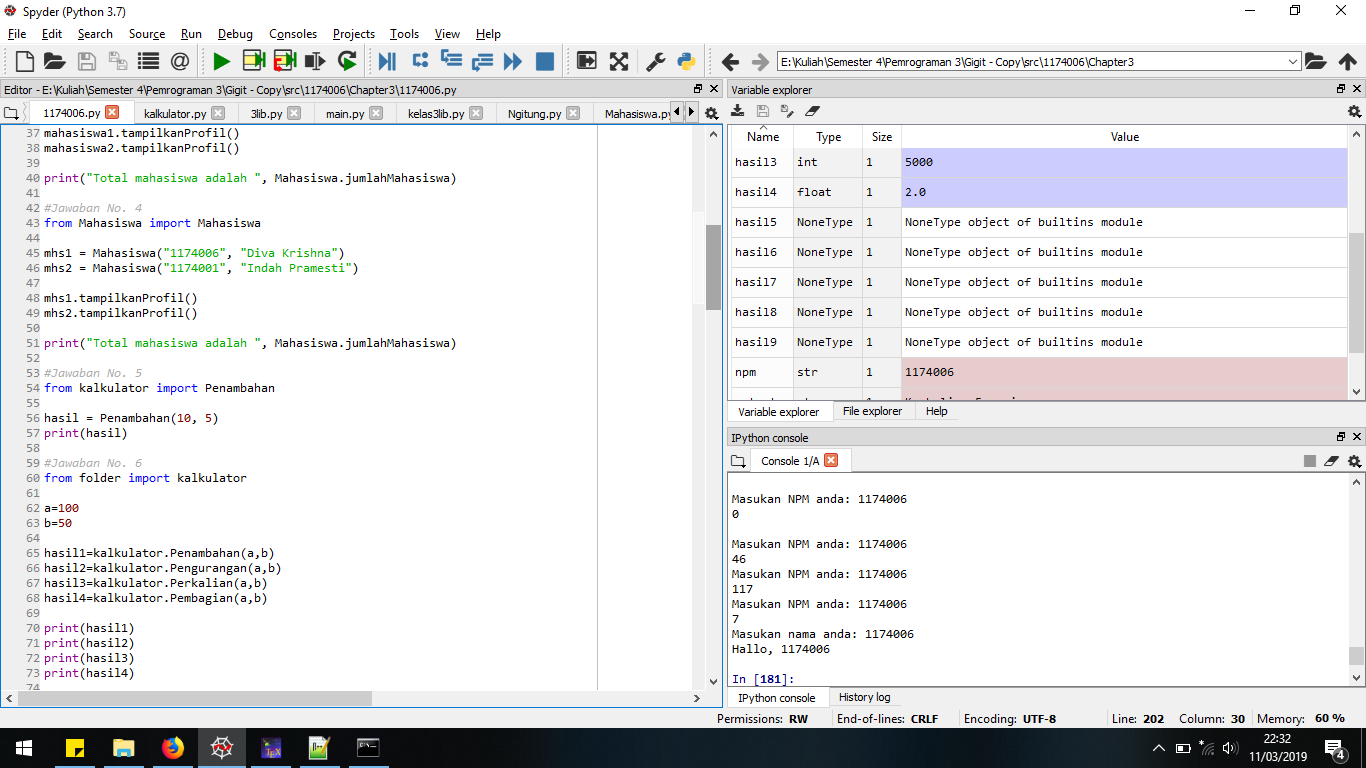 Spyder (Python 3.7)
File Edit Search Source Run Debug Consoles Projects Tools View Help
E:\Kuliah\Semester 4\Pemrograman 3\Gigit - Copy\src\1174006\Chapter3
Editor - E:\Kuliah\Semester 4\Pemrograman 3\Gigit - Copy\src\1174006\Chapter3\1174006.py
1174006.py kalkulator.py 3lib.py main.py kelas3lib.py Ngitung.py Mahasiswa.py
37 mahasiswa1.tampilkanProfil()
38 mahasiswa2.tampilkanProfil()
39
40 print("Total mahasiswa adalah ", Mahasiswa.jumlahMahasiswa)
41
42 #Jawaban No. 4
43 from Mahasiswa import Mahasiswa
44
45 mhs1 = Mahasiswa("1174006", "Diva Krishna")
46 mhs2 = Mahasiswa("1174001", "Indah Pramesti")
47
48 mhs1.tampilkanProfil()
49 mhs2.tampilkanProfil()
50
51 print("Total mahasiswa adalah ", Mahasiswa.jumlahMahasiswa)
52
53 #Jawaban No. 5
54 from kalkulator import Penambahan
55
56 hasil = Penambahan(10, 5)
57 print(hasil)
58
59 #Jawaban No. 6
60 from folder import kalkulator
61
62 a=100
63 b=50
64
65 hasil1=kalkulator.Penambahan(a,b)
66 hasil2=kalkulator.Pengurangan(a,b)
67 hasil3=kalkulator.Perkalian(a,b)
68 hasil4=kalkulator.Pembagian(a,b)
69
70 print(hasil1)
71 print(hasil2)
72 print(hasil3)
73 print(hasil4)
74
Variable explorer
Name Type Size Value
hasil3 int 1 5000
hasil4 float 1 2.0
hasil5 NoneType 1 NoneType object of builtins module
hasil6 NoneType 1 NoneType object of builtins module
hasil7 NoneType 1 NoneType object of builtins module
hasil8 NoneType 1 NoneType object of builtins module
hasil9 NoneType 1 NoneType object of builtins module
npm str 1 1174006
Variable explorer File explorer Help
IPython console
Console 1/A
Masukan NPM anda: 1174006
0
Masukan NPM anda: 1174006
46
Masukan NPM anda: 1174006
117
Masukan NPM anda: 1174006
7
Masukan nama anda: 1174006
Hallo, 1174006
In [181]:
IPython console History log
Permissions: RW End-of-lines: CRLF Encoding: UTF-8 Line: 202 Column: 30 Memory: 60 %
22:32
11/03/2019
4